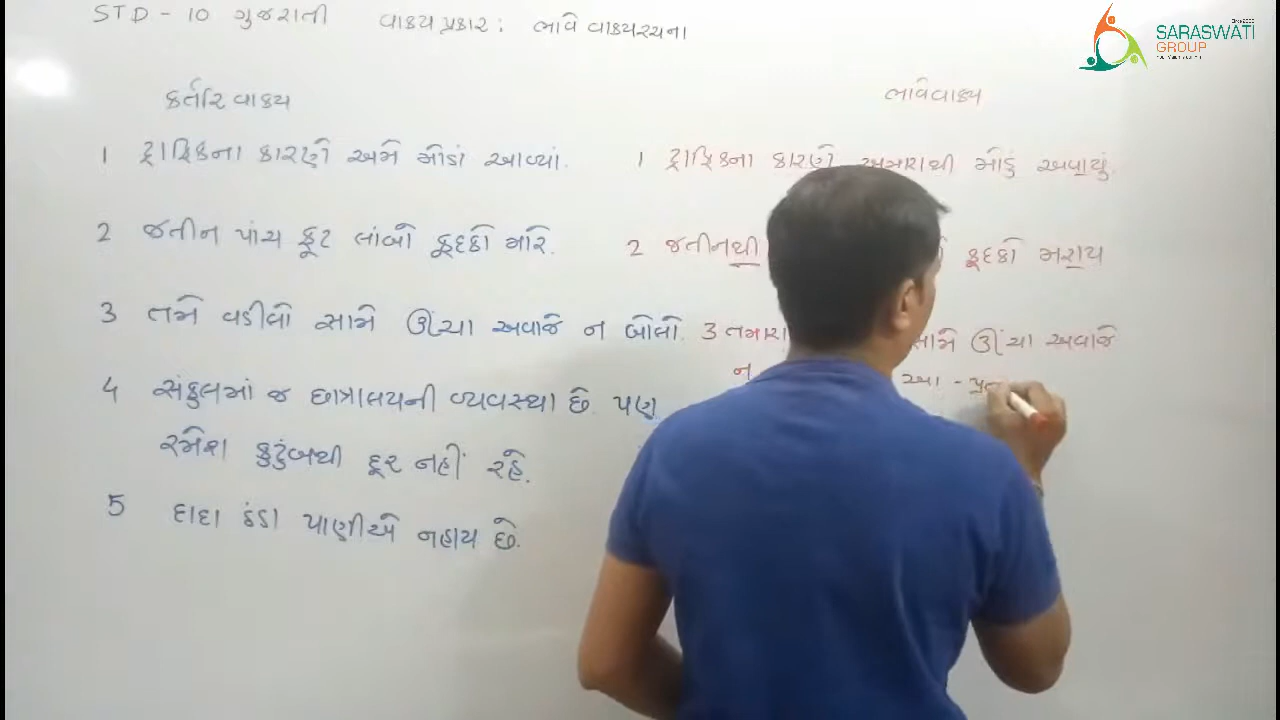 STD - 10 ગુજરાતી વાક્ય પ્રકાર : ભાવે વાક્યરચના
SARASWATI
GROUP
કર્તરિ વાક્ય
ભાવેવાક્ય
1 ટ્રાફિકના કારણે અમે મોડાં આવ્યાં.
1 ટ્રાફિકના કારણે અમારાથી મોડું અવાયું.
2 જતીન પાંચ ફૂટ લાંબો કૂદકો મારે.
2 જતીનથી કૂદકો મરાય
3 તમે વડીલો સામે ઊંચા અવાજે ન બોલો.
3 તમારા સામે ઊંચા અવાજે
ન આ -
4 સંકુલમાં જ છાત્રાલયની વ્યવસ્થા છે પણ
રમેશ કુટુંબથી દૂર નહીં રહે.
5 દાદા ઠંડા પાણીએ નહાય છે.